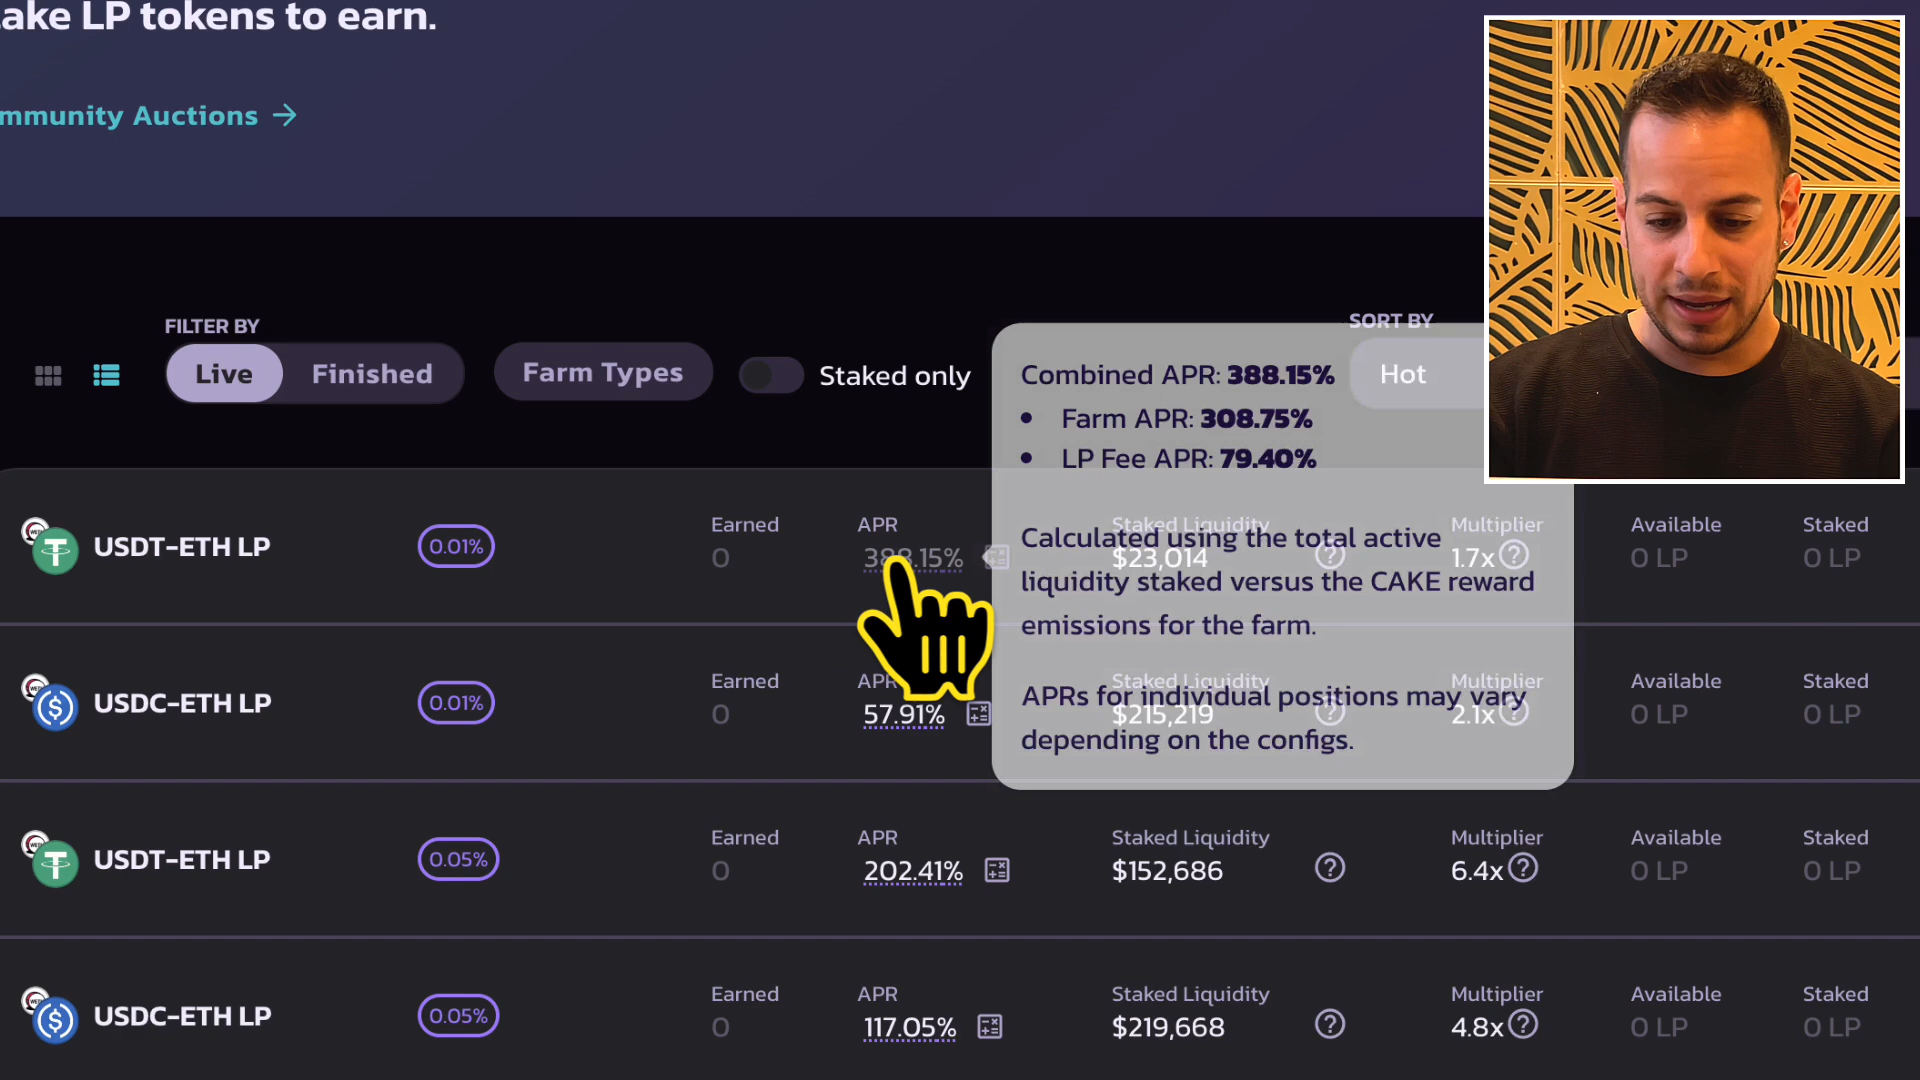 ake LP tokens to earn.
mmunity Auctions →
FILTER BY
Live
Finished
Farm Types
Staked only
SORT BY
Hot
Combined APR: 388.15%
• Farm APR: 308.75%
• LP Fee APR: 79.40%
Calculated using the total active
liquidity staked versus the CAKE reward
emissions for the farm.
APRs for individual positions may vary
depending on the configs.
USDT-ETH LP
0.01%
Earned
0
APR
388.15%
Staked Liquidity
$23,014
Multiplier
1.7x
Available
0 LP
Staked
0 LP
USDC-ETH LP
0.01%
Earned
0
APR
57.91%
Staked Liquidity
$215,219
Multiplier
2.1x
Available
0 LP
Staked
0 LP
USDT-ETH LP
0.05%
Earned
0
APR
202.41%
Staked Liquidity
$152,686
Multiplier
6.4x
Available
0 LP
Staked
0 LP
USDC-ETH LP
0.05%
Earned
0
APR
117.05%
Staked Liquidity
$219,668
Multiplier
4.8x
Available
0 LP
Staked
0 LP